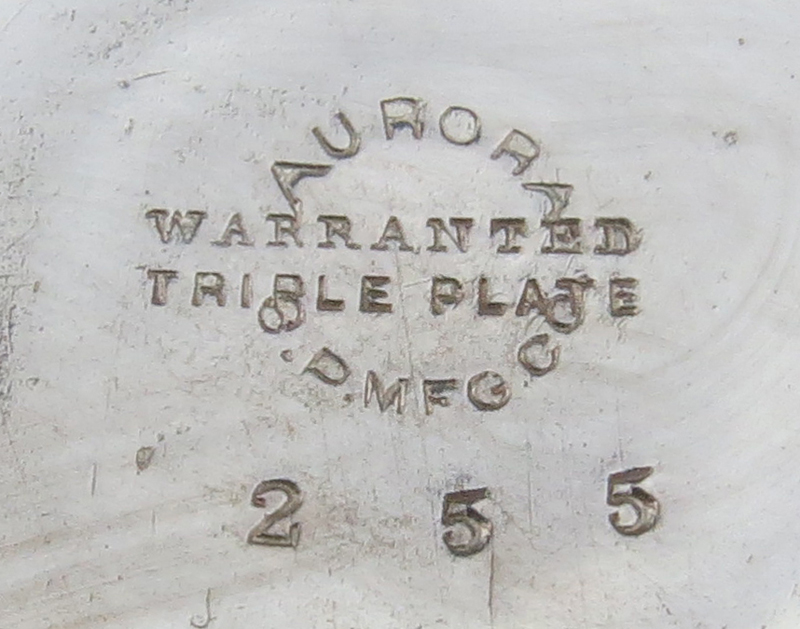 AURORA
WARRANTED
TRIPLE PLATE
S.P.MFG CO
2 5 5